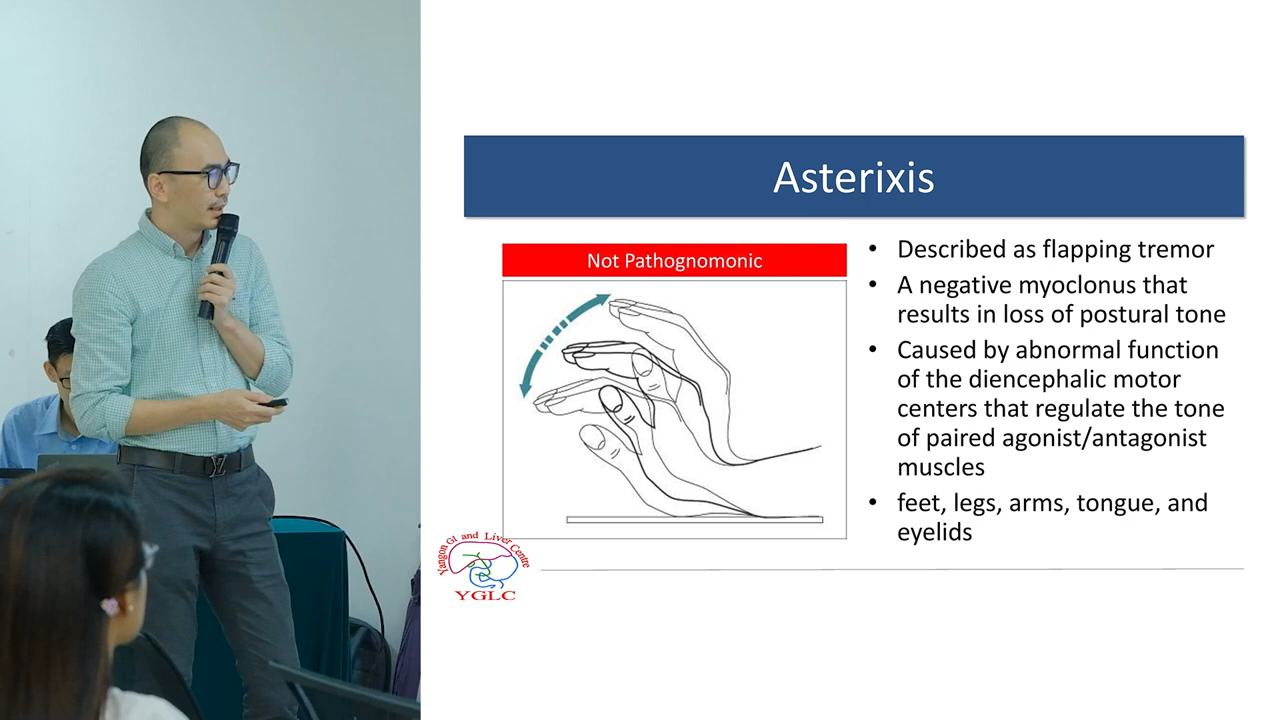 Asterixis
Not Pathognomonic
• Described as flapping tremor
• A negative myoclonus that
results in loss of postural tone
• Caused by abnormal function
of the diencephalic motor
centers that regulate the tone
of paired agonist/antagonist
muscles
• feet, legs, arms, tongue, and
eyelids
Yangon GI and Liver Centre
YGLC